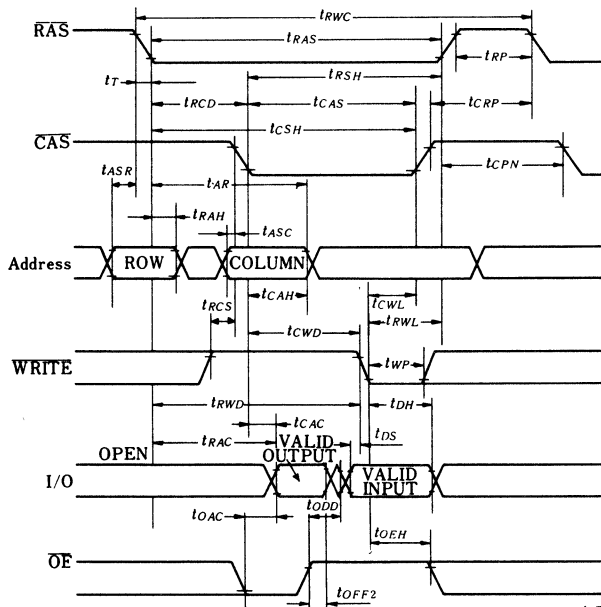 tRWC
RAS
tRAS
tRP
tT
tRSH
tRCD
tCAS
tCRP
tCSH
CAS
tCPN
tASR
tAR
tRAH
tASC
Address
ROW
COLUMN
tCAH
tCWL
tRCS
tRWL
tCWD
WRITE
tWP
tRWD
tDH
tCAC
tDS
tRAC
VALID
OUTPUT
OPEN
I/O
VALID
INPUT
tODD
tOAC
tOEH
OE
tOFF2